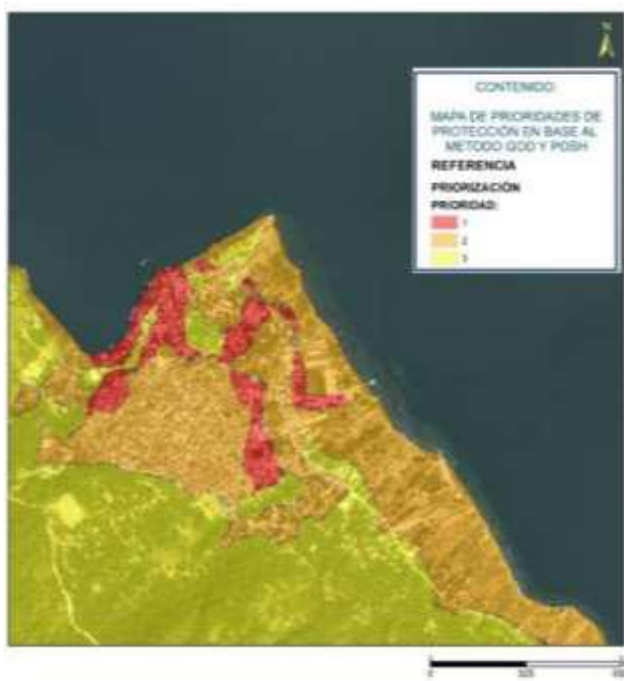 N
CONTENIDO:
MAPA DE PRIORIDADES DE
PROTECCIÓN EN BASE AL
METODO GOD Y POSH
REFERENCIA
PRIORIZACIÓN
PRIORIDAD:
1
2
3
0